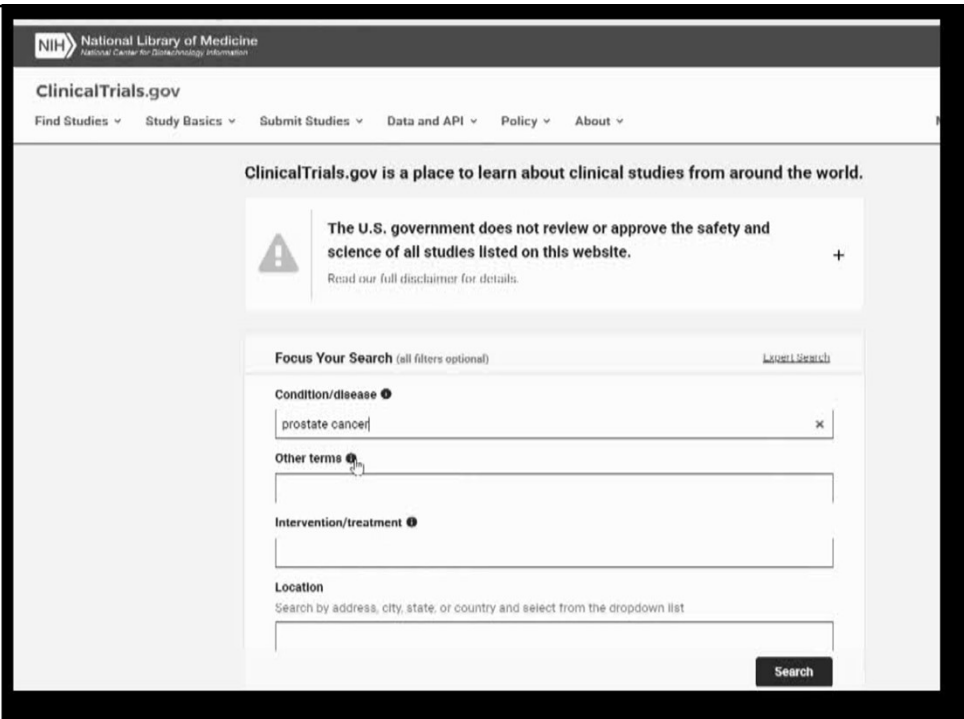 NIH National Library of Medicine
National Center for Biotechnology Information
ClinicalTrials.gov
Find Studies Study Basics Submit Studies Data and API Policy About
ClinicalTrials.gov is a place to learn about clinical studies from around the world.
The U.S. government does not review or approve the safety and
science of all studies listed on this website.
Read our full disclaimer for details.
Focus Your Search (all filters optional) Expert Search
Condition/disease
prostate cancer
Other terms
Intervention/treatment
Location
Search by address, city, state, or country and select from the dropdown list
Search